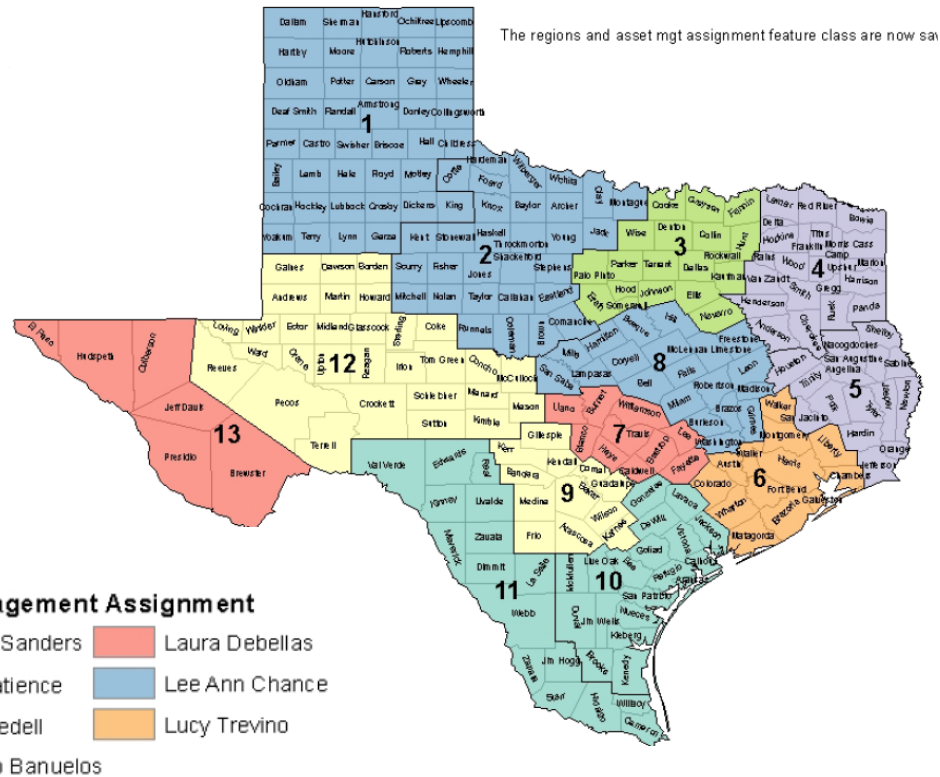 The regions and asset mgt assignment feature class are now sav
Dallam Sherman Hansford Ochiltree Lipscomb
Hartley Moore Hutchinson Roberts Hemphill
Oldham Potter Carson Gray Wheeler
Deaf Smith Randall Armstrong Donley Collingsworth
1
Parmer Castro Swisher Briscoe Hall Childress
Bailey Lamb Hale Floyd Motley Cottle Hardeman Foard Wilbarger Wichita Clay Montague
Cochran Hockley Lubbock Crosby Dickens King Knox Baylor Archer Jack
Yoakum Terry Lynn Garza Kent Stonewall Haskell Throckmorton Young
2
Scurry Fisher Jones Shackelford Stephens
Mitchell Nolan Taylor Callahan Eastland
Runnels Coleman Brown Comanche
Cooke Grayson Fannin
Wise Denton Collin Hunt
3
Palo Pinto Parker Tarrant Dallas Rockwall Kaufman
Erath Hood Somervell Johnson Ellis Navarro
Lamar Red River Bowie
Delta Hopkins Franklin Titus Morris Cass
Rains Wood Camp Upshur Marion
4
Van Zandt Smith Gregg Harrison
Henderson Rusk Panola
Anderson Cherokee Shelby
Nacogdoches
Houston San Augustine Sabine
Angelina
Trinity Polk Tyler Jasper Newton
5
San Jacinto Hardin Orange
Jefferson
Gaines Dawson Borden
Andrews Martin Howard
Loving Winkler Ector Midland Glasscock Sterling Coke
Reeves Ward Crane Upton Reagan Irion Tom Green Concho McCulloch
12
Pecos Crockett Schleicher Menard Mason
Sutton Kimble
Terrell
El Paso Hudspeth Culberson
Jeff Davis
Presidio Brewster
13
Mills Hamilton Bosque Hill Freestone
San Saba Lampasas Coryell McLennan Limestone
8
Bell Falls Leon
Robertson Madison
Milam Brazos Grimes
Burleson
Washington
Llano Burnet Williamson
7
Blanco Travis Lee
Hays Bastrop Fayette
Caldwell
Walker
Montgomery Liberty
Waller Harris Chambers
Austin
6
Colorado Fort Bend Galveston
Wharton Brazoria
Matagorda
Gillespie
Kerr Kendall
Bandera Comal Guadalupe
9
Medina Bexar Wilson
Frio Atascosa Karnes
Val Verde Edwards Real
Kinney Uvalde
Maverick Zavala
Dimmit La Salle
11
Webb
Zapata Jim Hogg
Starr Hidalgo Willacy
Cameron
Gonzales Lavaca
DeWitt Jackson
Victoria
Goliad Calhoun
McMullen Live Oak Bee Refugio Aransas
10
San Patricio
Duval Jim Wells Nueces
Kleberg
Brooks Kenedy
agement Assignment
Sanders Laura Debellas
atience Lee Ann Chance
edell Lucy Trevino
o Banuelos